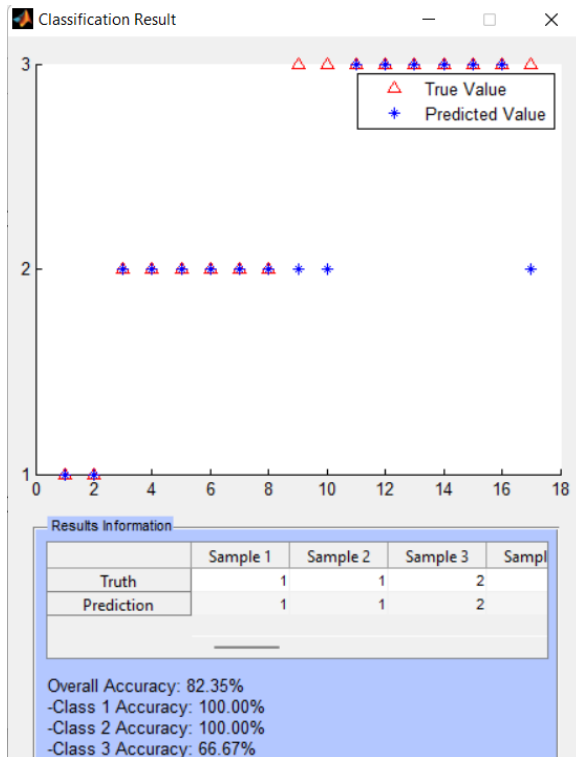 Classification Result
3
True Value
Predicted Value
2
1
0 2 4 6 8 10 12 14 16 18
Results Information
Sample 1 Sample 2 Sample 3 Sampl
Truth 1 1 2
Prediction 1 1 2
Overall Accuracy: 82.35%
-Class 1 Accuracy: 100.00%
-Class 2 Accuracy: 100.00%
-Class 3 Accuracy: 66.67%